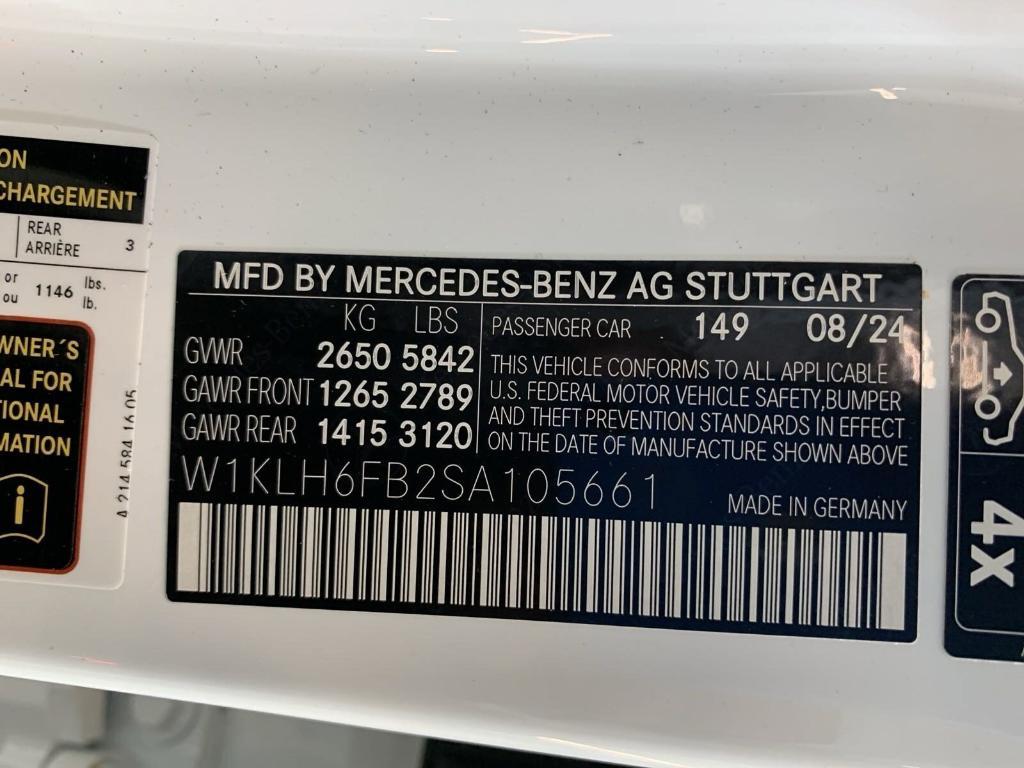 ON
CHARGEMENT
REAR
ARRIÈRE 3
or lbs.
ou 1146 lb.
WNER´S
AL FOR
TIONAL
MATION
i
A 214 584 16 05
MFD BY MERCEDES-BENZ AG STUTTGART
KG LBS
GVWR 2650 5842
GAWR FRONT 1265 2789
GAWR REAR 1415 3120
PASSENGER CAR 149 08/24
THIS VEHICLE CONFORMS TO ALL APPLICABLE
U.S. FEDERAL MOTOR VEHICLE SAFETY,BUMPER
AND THEFT PREVENTION STANDARDS IN EFFECT
ON THE DATE OF MANUFACTURE SHOWN ABOVE
W1KLH6FB2SA105661
MADE IN GERMANY
4x